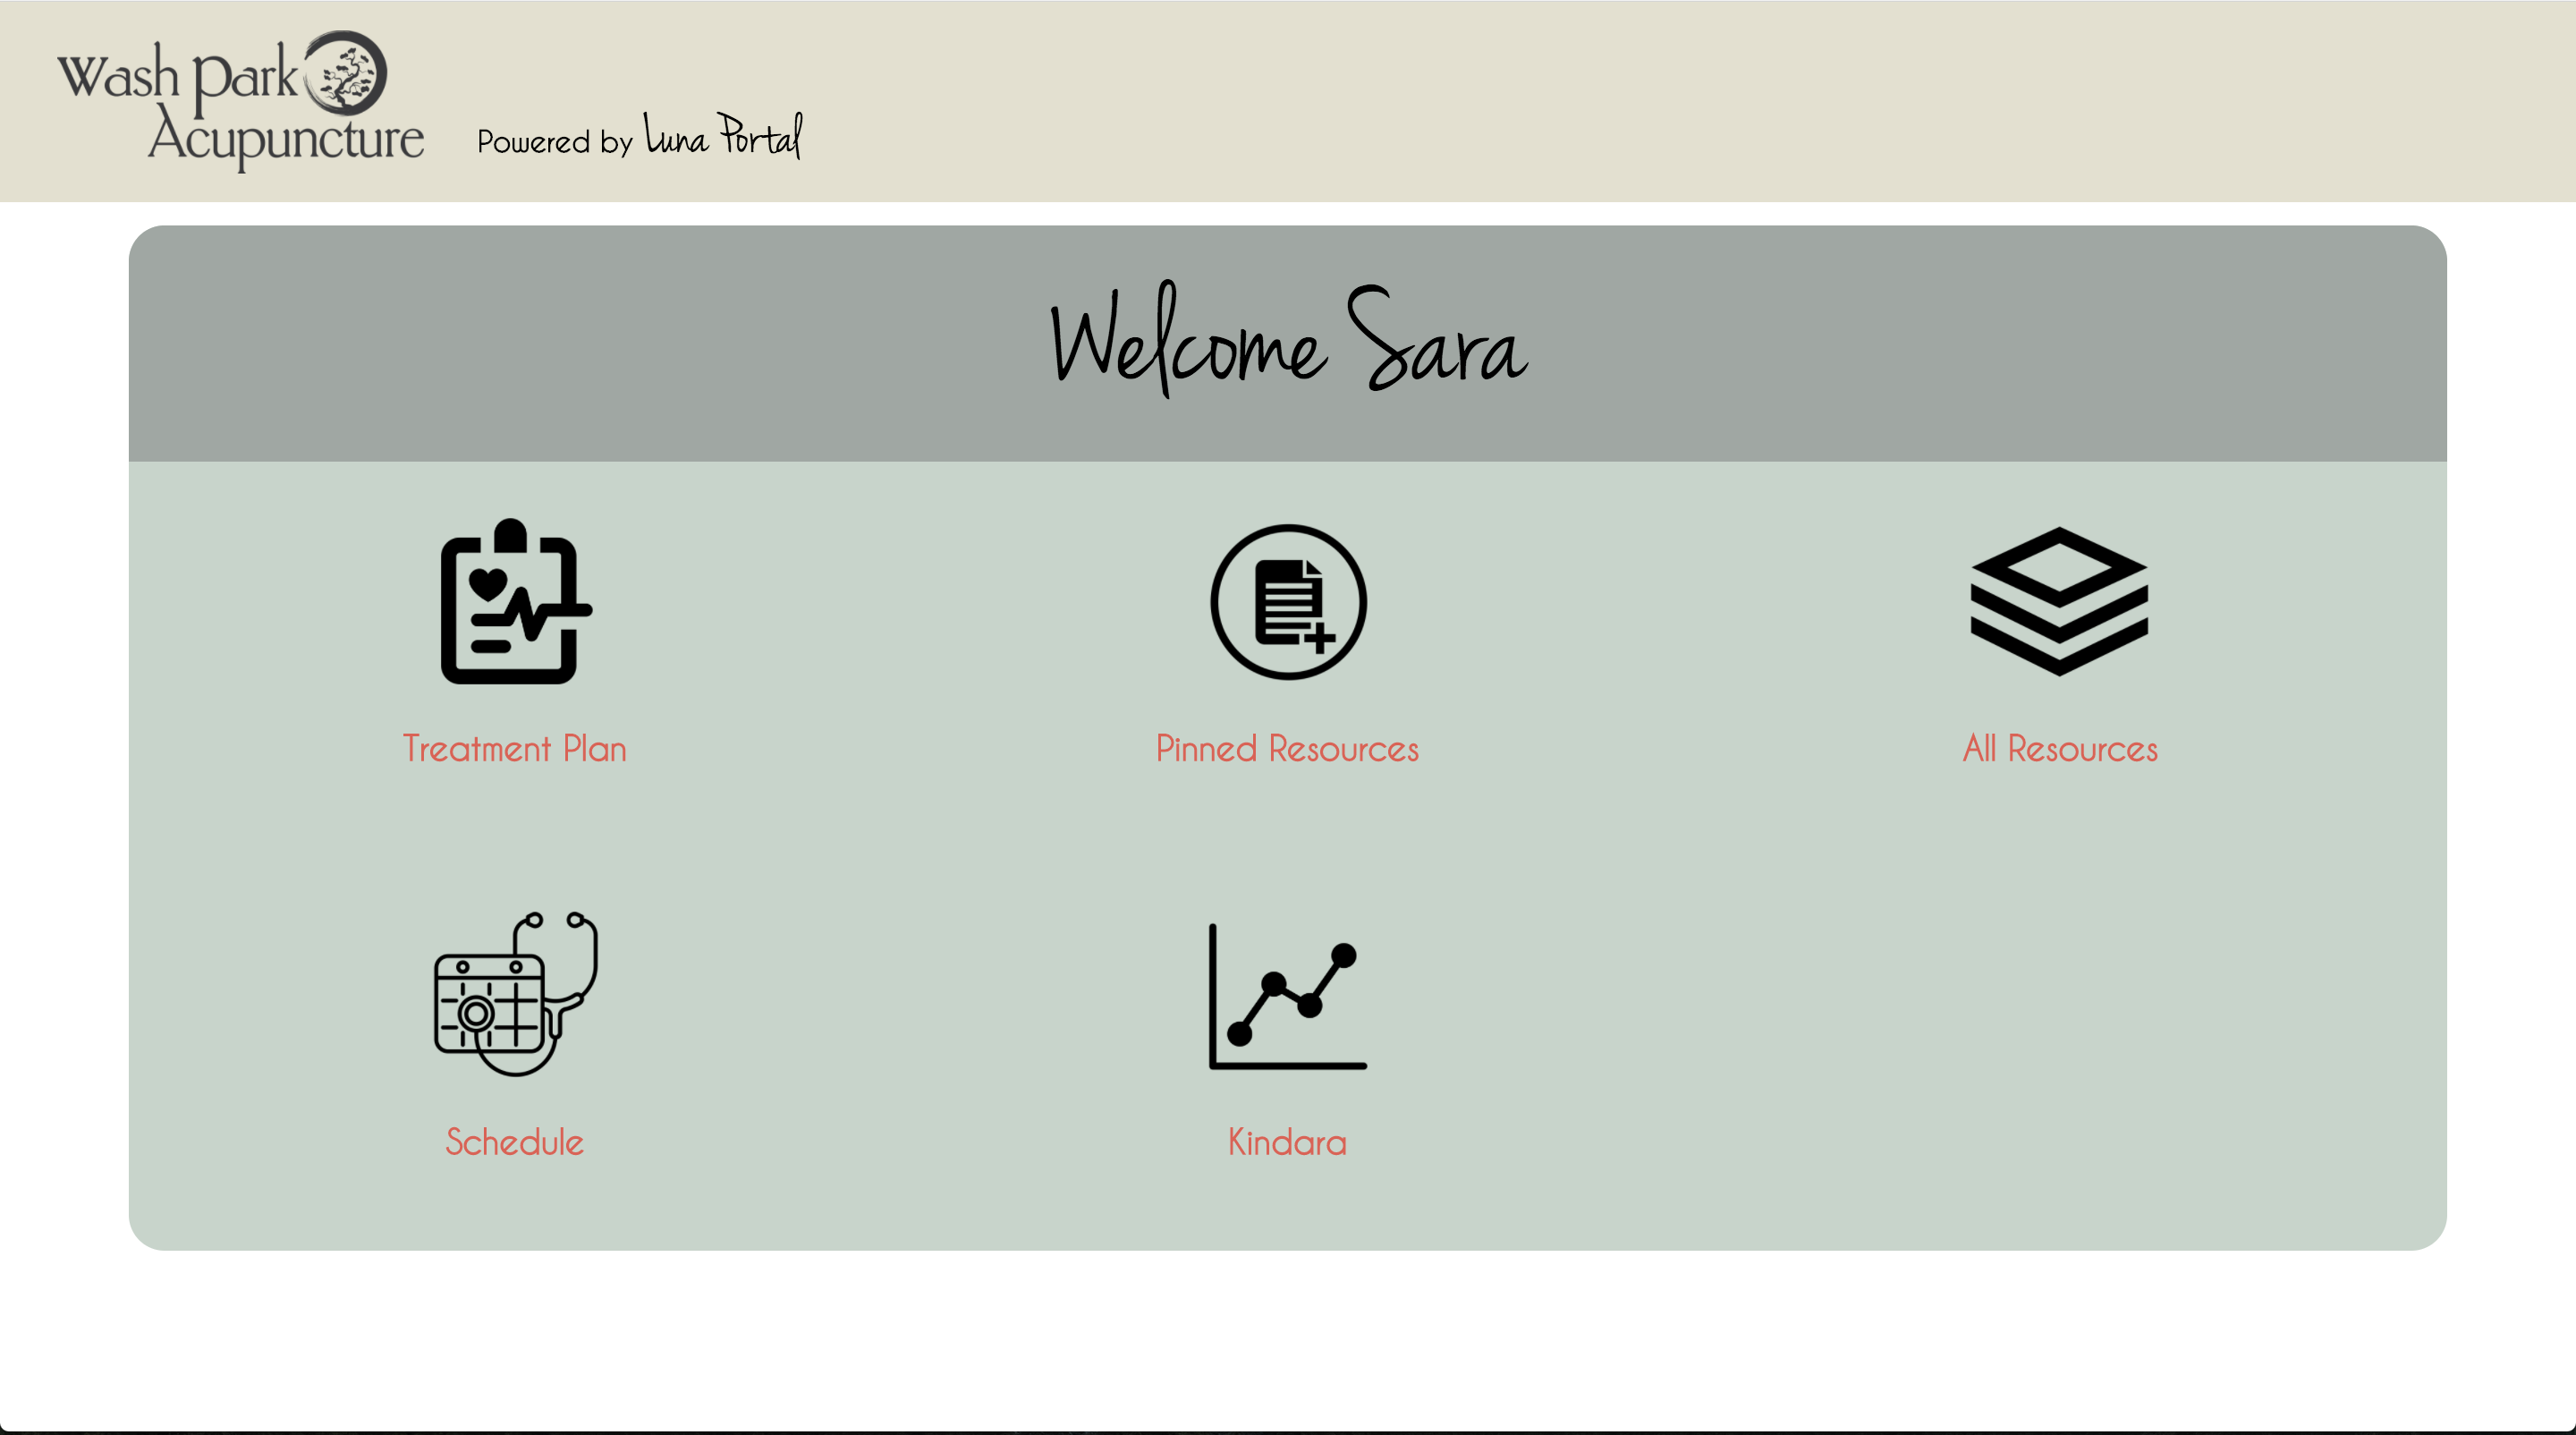 Wash Park
Acupuncture
Powered by Luna Portal
Welcome Sara
Treatment Plan
Pinned Resources
All Resources
Schedule
Kindara